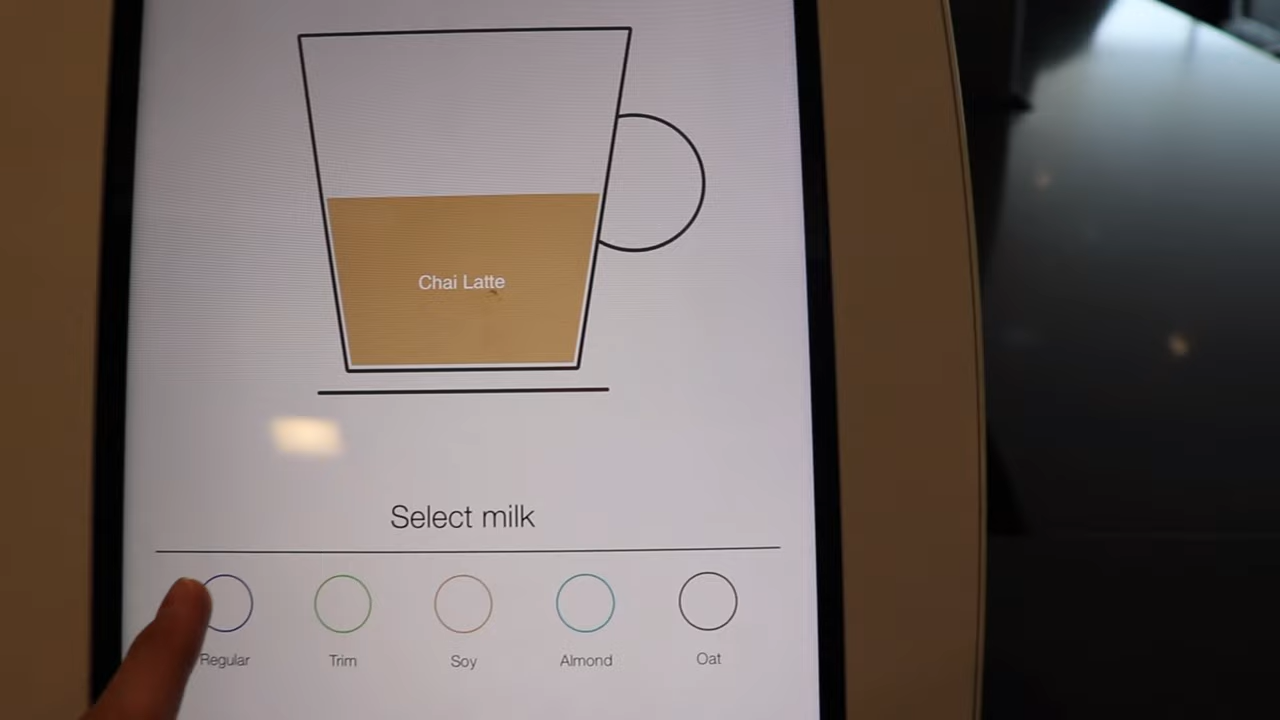 Chai Latte
Select milk
Regular
Trim
Soy
Almond
Oat